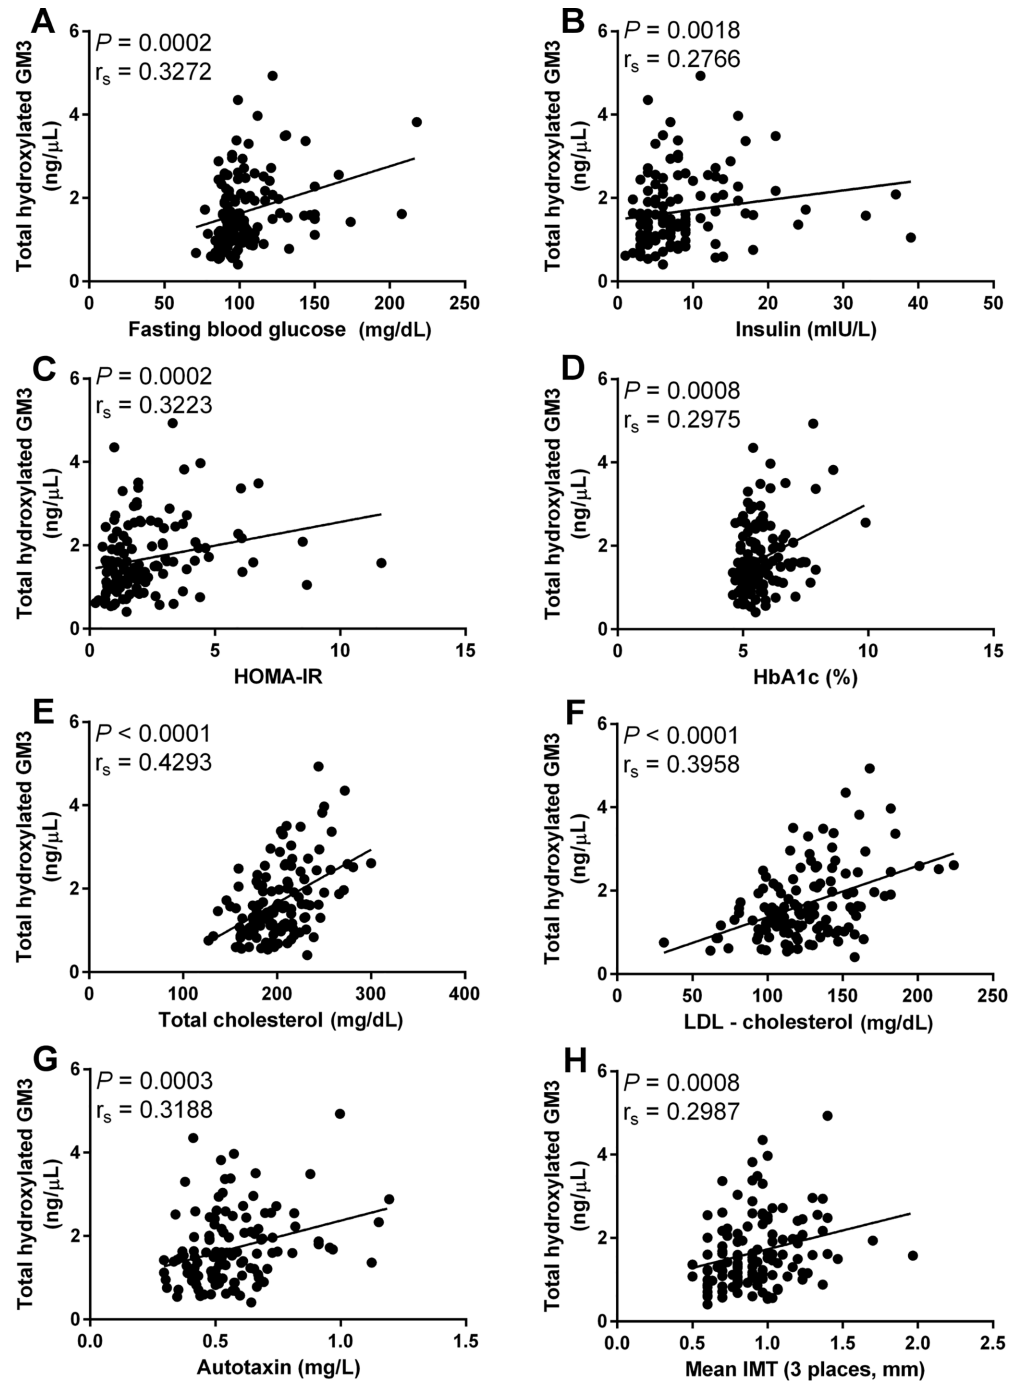 A
P = 0.0002
rs = 0.3272
Total hydroxylated GM3
(ng/μL)
6
4
2
0
0 50 100 150 200 250
Fasting blood glucose (mg/dL)
B
P = 0.0018
rs = 0.2766
Total hydroxylated GM3
(ng/μL)
6
4
2
0
0 10 20 30 40 50
Insulin (mIU/L)
C
P = 0.0002
rs = 0.3223
Total hydroxylated GM3
(ng/μL)
6
4
2
0
0 5 10 15
HOMA-IR
D
P = 0.0008
rs = 0.2975
Total hydroxylated GM3
(ng/μL)
6
4
2
0
0 5 10 15
HbA1c (%)
E
P < 0.0001
rs = 0.4293
Total hydroxylated GM3
(ng/μL)
6
4
2
0
0 100 200 300 400
Total cholesterol (mg/dL)
F
P < 0.0001
rs = 0.3958
Total hydroxylated GM3
(ng/μL)
6
4
2
0
0 50 100 150 200 250
LDL - cholesterol (mg/dL)
G
P = 0.0003
rs = 0.3188
Total hydroxylated GM3
(ng/μL)
6
4
2
0
0.0 0.5 1.0 1.5
Autotaxin (mg/L)
H
P = 0.0008
rs = 0.2987
Total hydroxylated GM3
(ng/μL)
6
4
2
0
0.0 0.5 1.0 1.5 2.0 2.5
Mean IMT (3 places, mm)